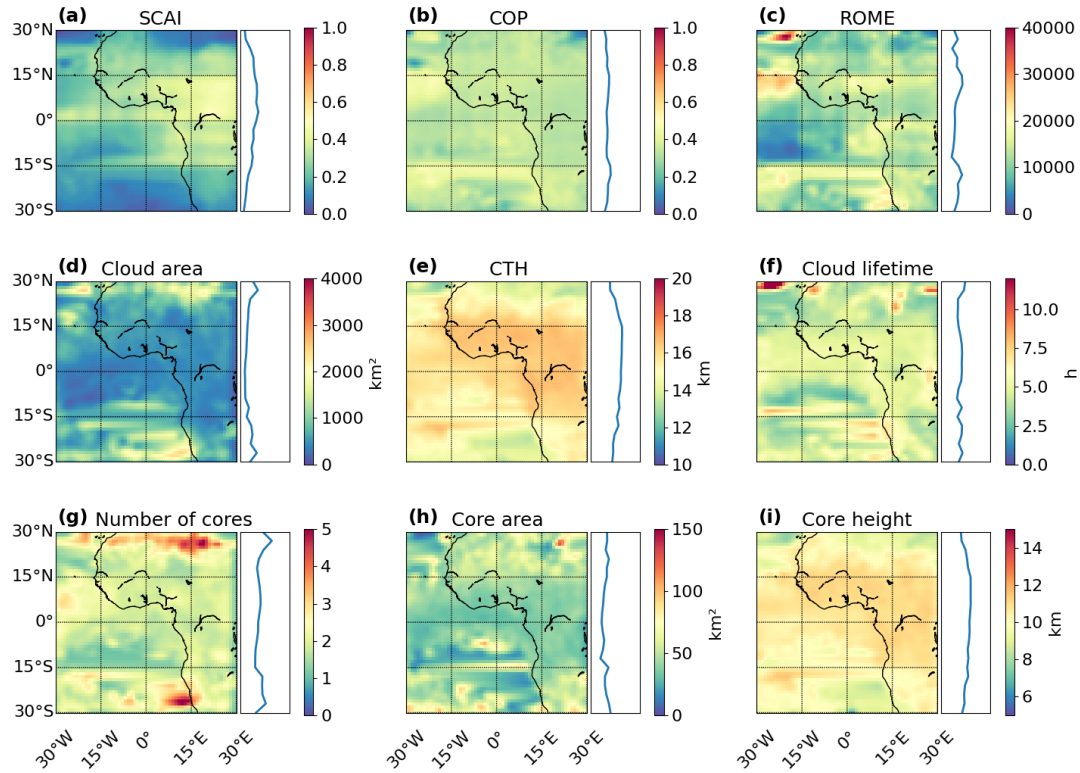 (a) SCAI
(b) COP
(c) ROME
30°N
15°N
0°
15°S
30°S
1.0
0.8
0.6
0.4
0.2
0.0
1.0
0.8
0.6
0.4
0.2
0.0
40000
30000
20000
10000
0
(d) Cloud area
(e) CTH
(f) Cloud lifetime
30°N
15°N
0°
15°S
30°S
4000
3000
2000
1000
0
km²
20
18
16
14
12
10
km
10.0
7.5
5.0
2.5
0.0
h
(g) Number of cores
(h) Core area
(i) Core height
30°N
15°N
0°
15°S
30°S
5
4
3
2
1
0
150
100
50
0
km²
14
12
10
8
6
km
30°W
15°W
0°
15°E
30°E
30°W
15°W
0°
15°E
30°E
30°W
15°W
0°
15°E
30°E